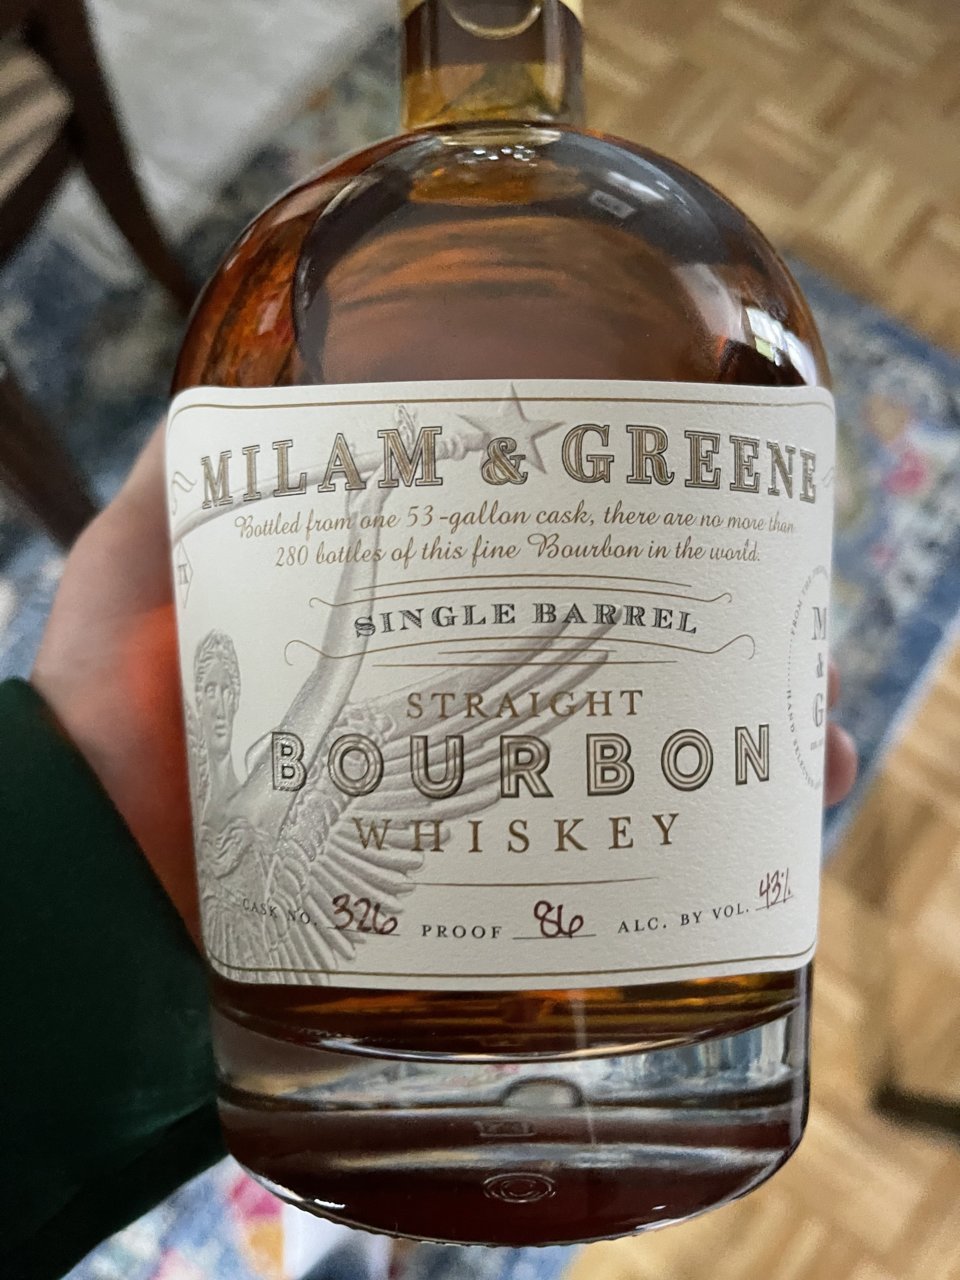 MILAM & GREENE
Bottled from one 53-gallon cask, there are no more than
280 bottles of this fine Bourbon in the world.
SINGLE BARREL
STRAIGHT
BOURBON
WHISKEY
CASK NO. 326 PROOF 86 ALC. BY VOL. 43%
M
&
G